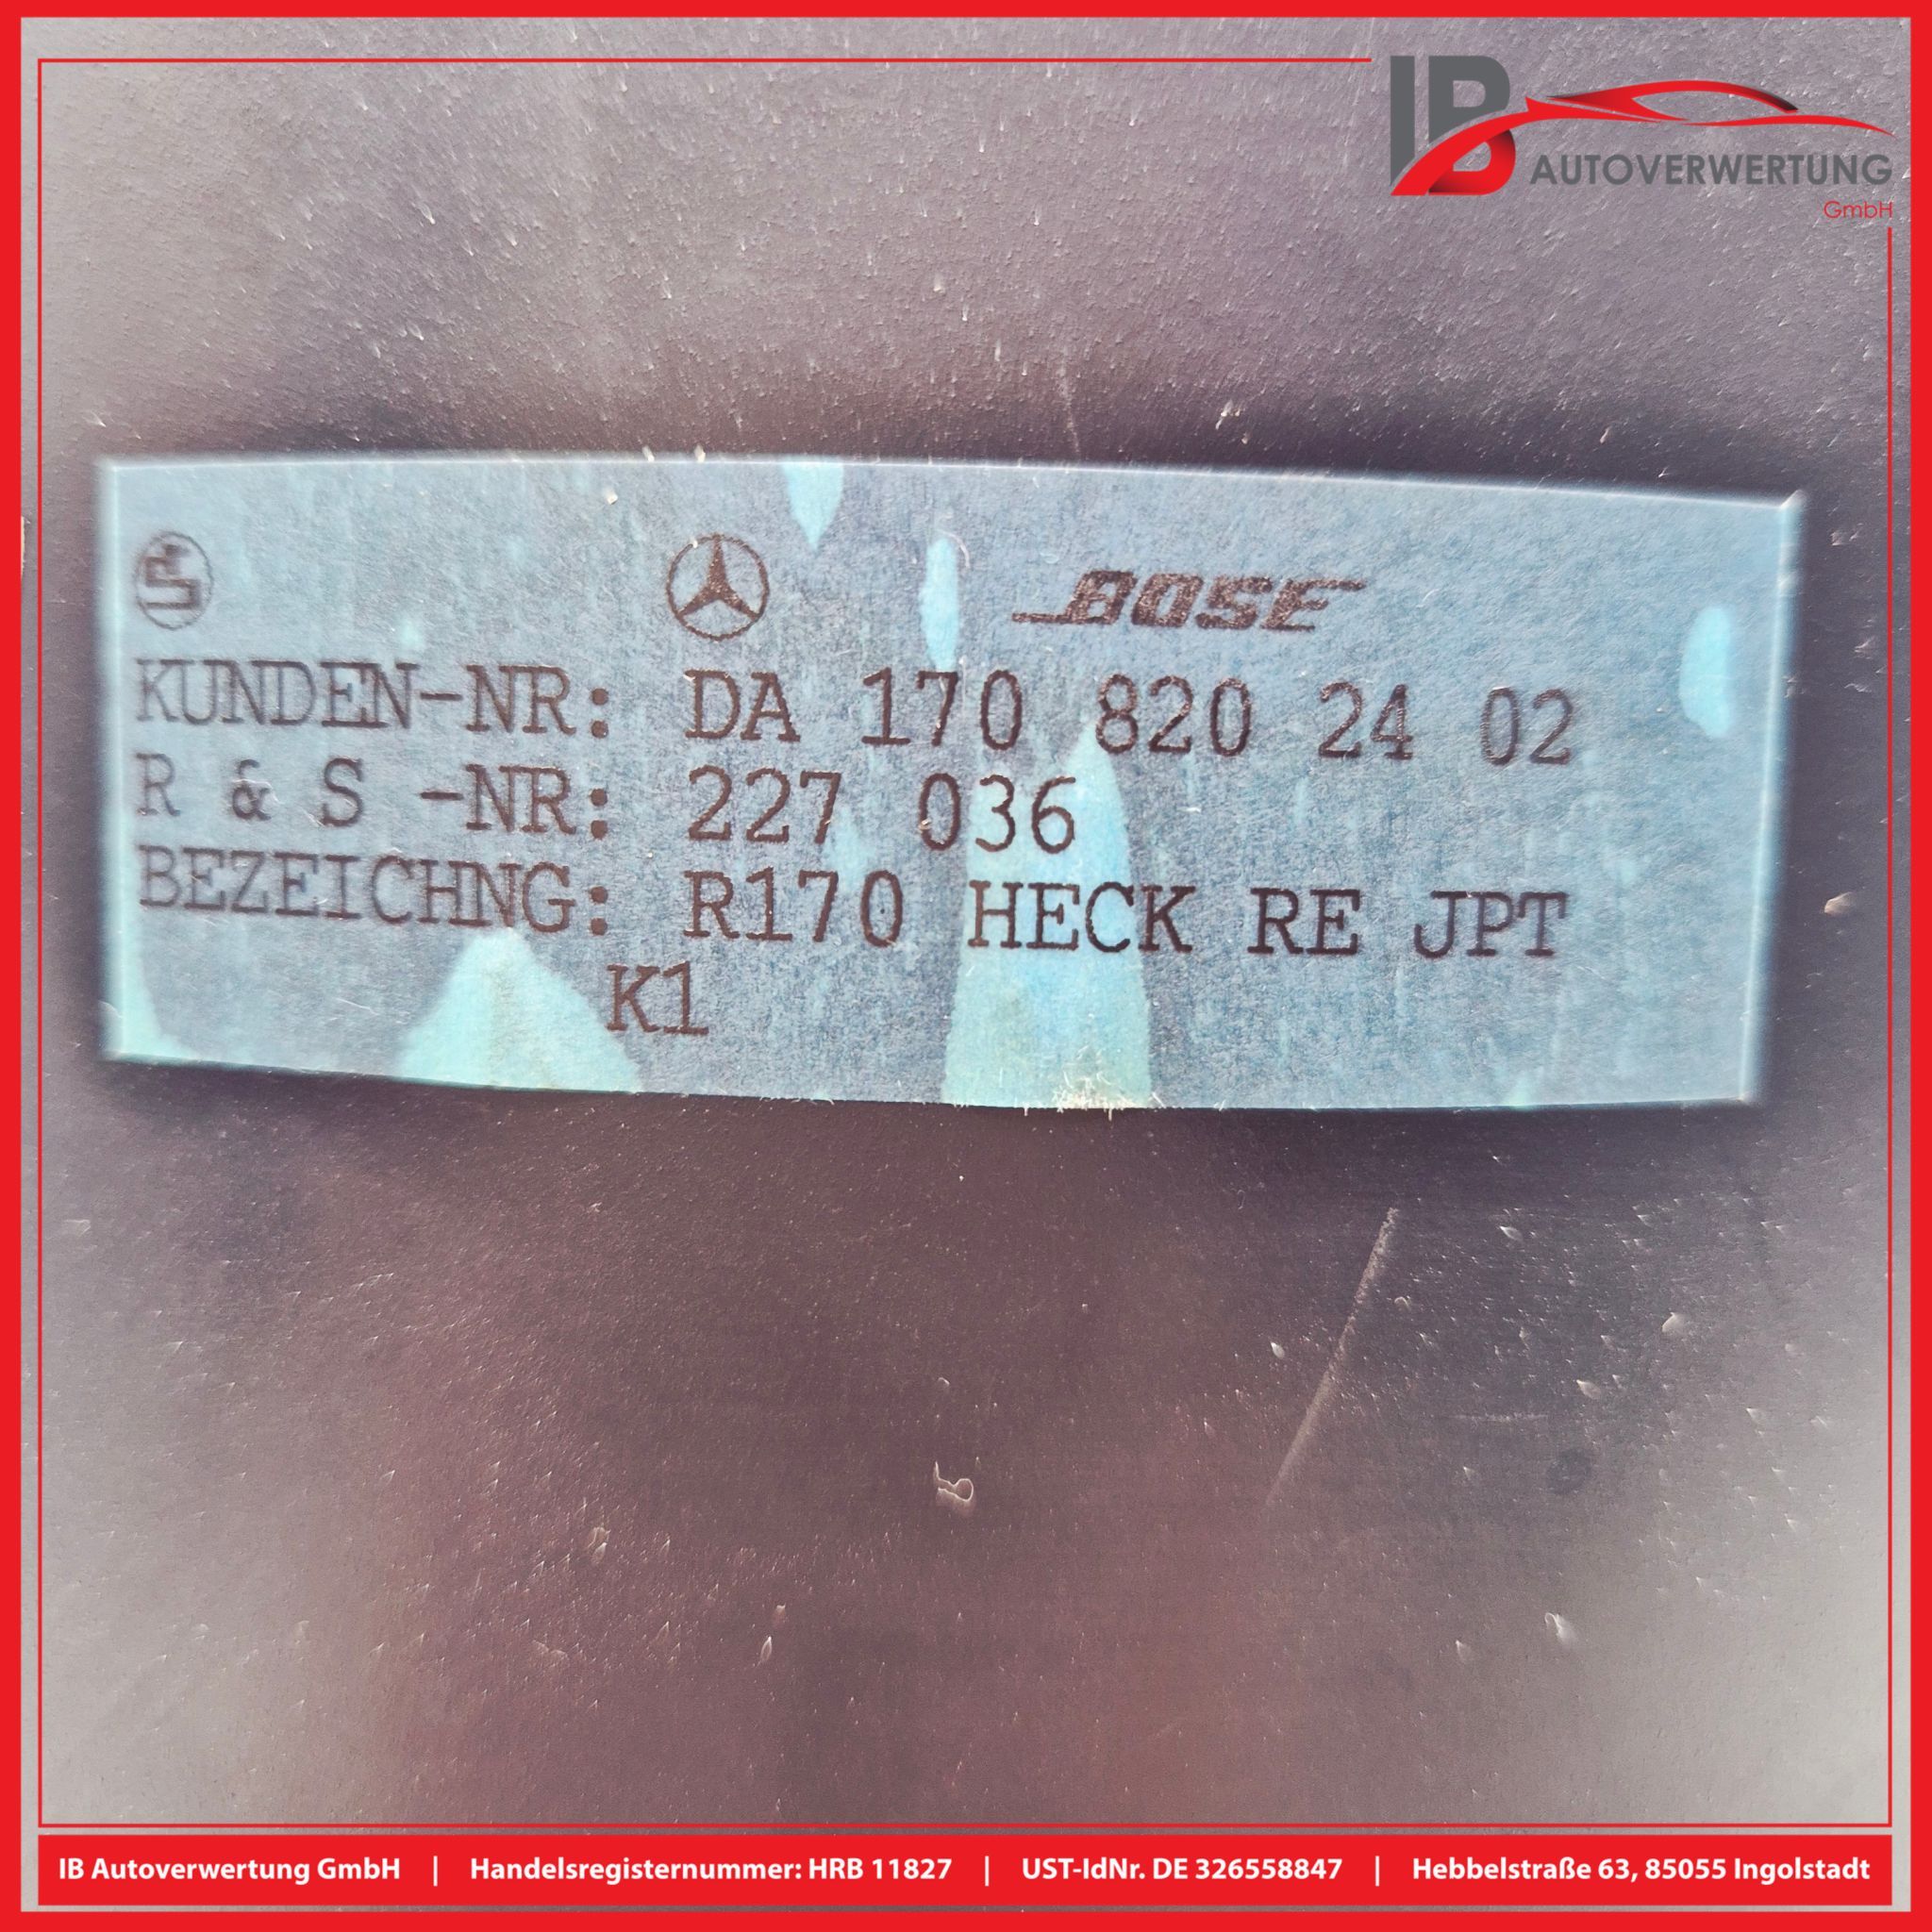 IB AUTOVERWERTUNG
GmbH
BOSE
KUNDEN-NR: DA 170 820 24 02
R & S -NR: 227 036
BEZEICHNG: R170 HECK RE JPT
K1
IB Autoverwertung GmbH | Handelsregisternummer: HRB 11827 | UST-IdNr. DE 326558847 | Hebbelstraße 63, 85055 Ingolstadt